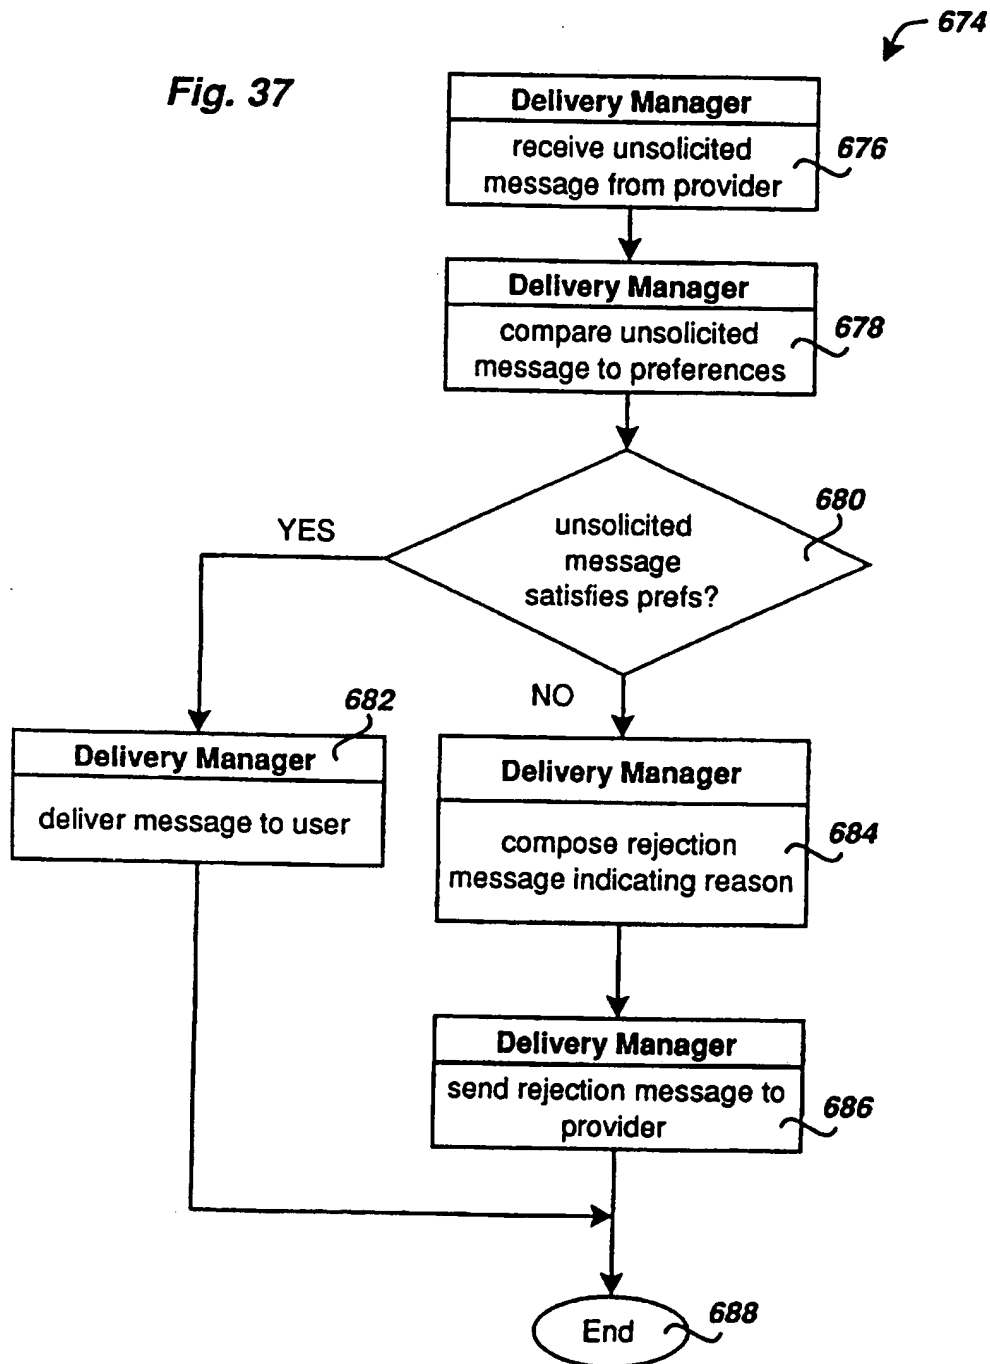 674
Fig. 37
Delivery Manager
receive unsolicited
message from provider
676
Delivery Manager
compare unsolicited
message to preferences
678
unsolicited
message
satisfies prefs?
680
YES
NO
682
Delivery Manager
deliver message to user
Delivery Manager
compose rejection
message indicating reason
684
Delivery Manager
send rejection message to
provider
686
End
688